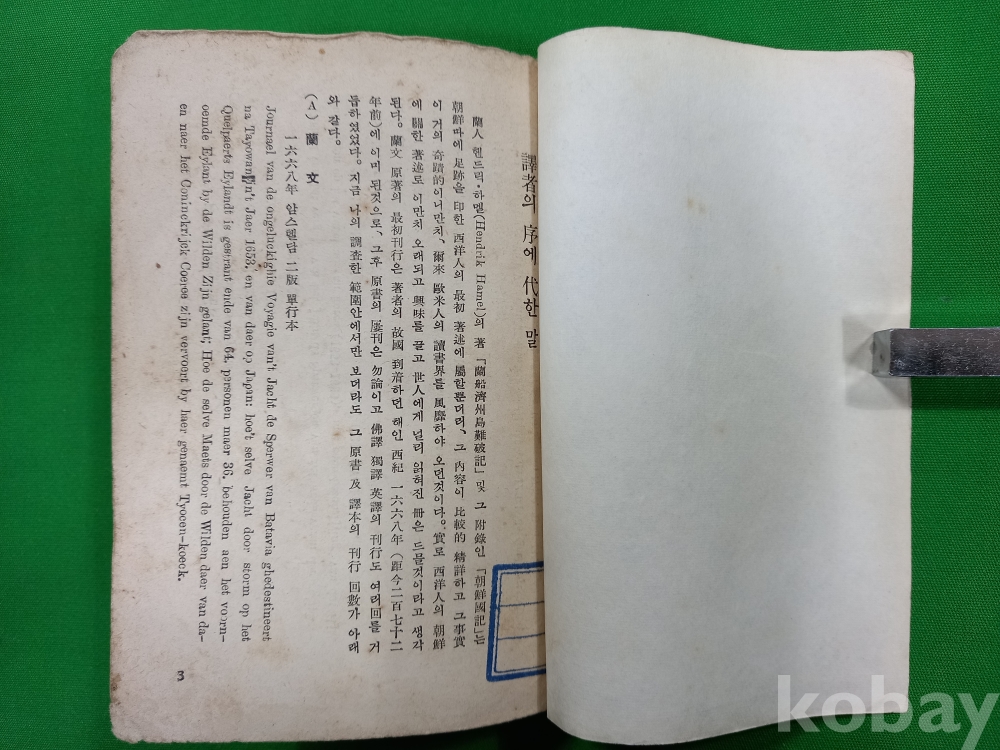 譯者의 序에 代한 말
蘭人 헨드릭·하멜(Hendrik Hamel)의 著「蘭船濟州島難破記」및 그 附錄인「朝鮮國記」는
朝鮮따에 足跡을 印한 西洋人의 最初 著述에 屬할뿐더러, 그 內容이 比較的 精詳하고 그 事實
이 거의 奇蹟的이니만치, 爾來 歐米人의 讀書界를 風靡하야 오던것이다. 實로 西洋人의 朝鮮
에 關한 著述로 이만치 오래되고 興味를 끌고 世人에게 널리 읽혀진 冊은 드믈것이라고 생각
된다. 蘭文 原著의 最初刊行은 著者의 故國 到着하던 해인 西紀 一六六八年(距今二百七十二
年前)에 이미 된것으로, 그후 原書의 屢刊은 勿論이고 佛譯 獨譯 英譯의 刊行도 여러回를 거
듭하였었다. 지금 나의 調査한 範圍안에서만 보더라도 그 原書 及 譯本의 刊行 回數가 아래
와 같다.
(A) 蘭 文
1 六六八年 암스텔담 版 單行本
Journael van de ongeluckighie Voyagie van't Jacht de Sperwer van Batavia ghedestineert
na Tayowan in't Jaer 1653, en van daer op Japan: hoe't selve Jacht door storm op het
Quelpaerts Eylandt is gestrant ende van 64. personen maer 36. behouden aen het voorn-
oemde Eylant by de Wilden Zijn gelant; Hoe de selve Maets door de Wilden daer van da-
en naer het Coninckrijck Coeree zijn vervoert by haer genaemt Tyocen-koeck.
3
kobay